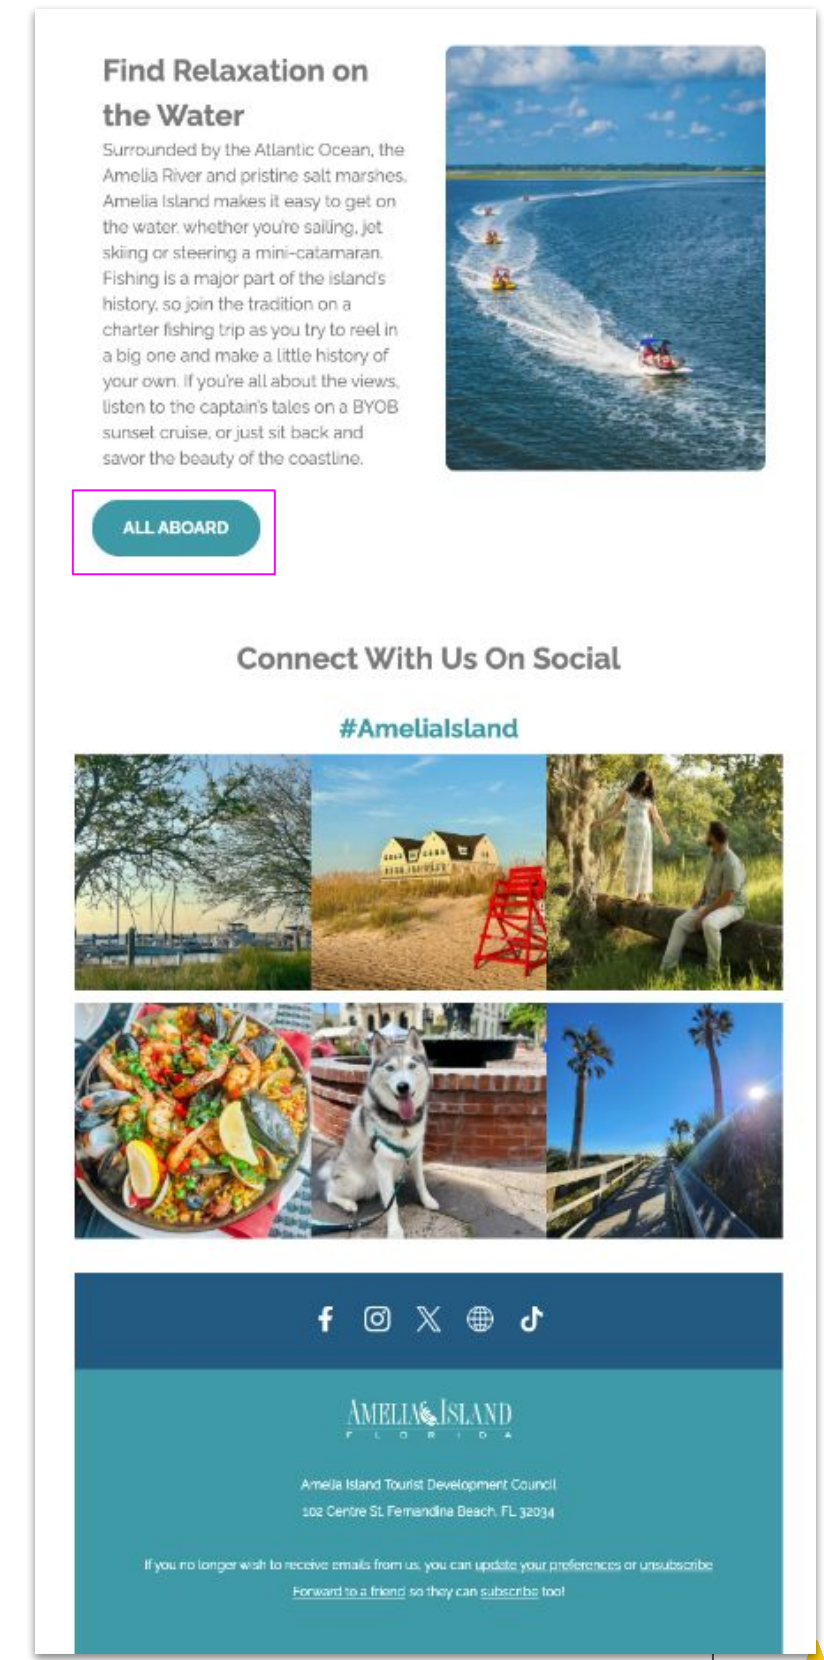 Find Relaxation on
the Water
Surrounded by the Atlantic Ocean, the
Amelia River and pristine salt marshes,
Amelia Island makes it easy to get on
the water, whether you're sailing, jet
skiing or steering a mini-catamaran.
Fishing is a major part of the island's
history, so join the tradition on a
charter fishing trip as you try to reel in
a big one and make a little history of
your own. If you're all about the views,
listen to the captain's tales on a BYOB
sunset cruise, or just sit back and
savor the beauty of the coastline.
ALL ABOARD
Connect With Us On Social
#AmeliaIsland
AMELIA ISLAND
FLORIDA
Amelia Island Tourist Development Council
102 Centre St, Fernandina Beach, FL 32034
If you no longer wish to receive emails from us, you can update your preferences or unsubscribe
Forward to a friend so they can subscribe too!